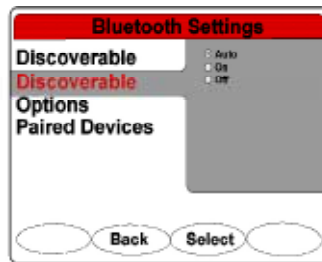 Bluetooth Settings
Discoverable
Auto
On
Discoverable
Off
Options
Paired Devices
Back Select